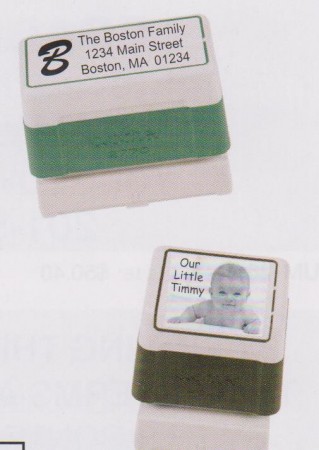 B
The Boston Family
1234 Main Street
Boston, MA 01234
Our
Little
Timmy